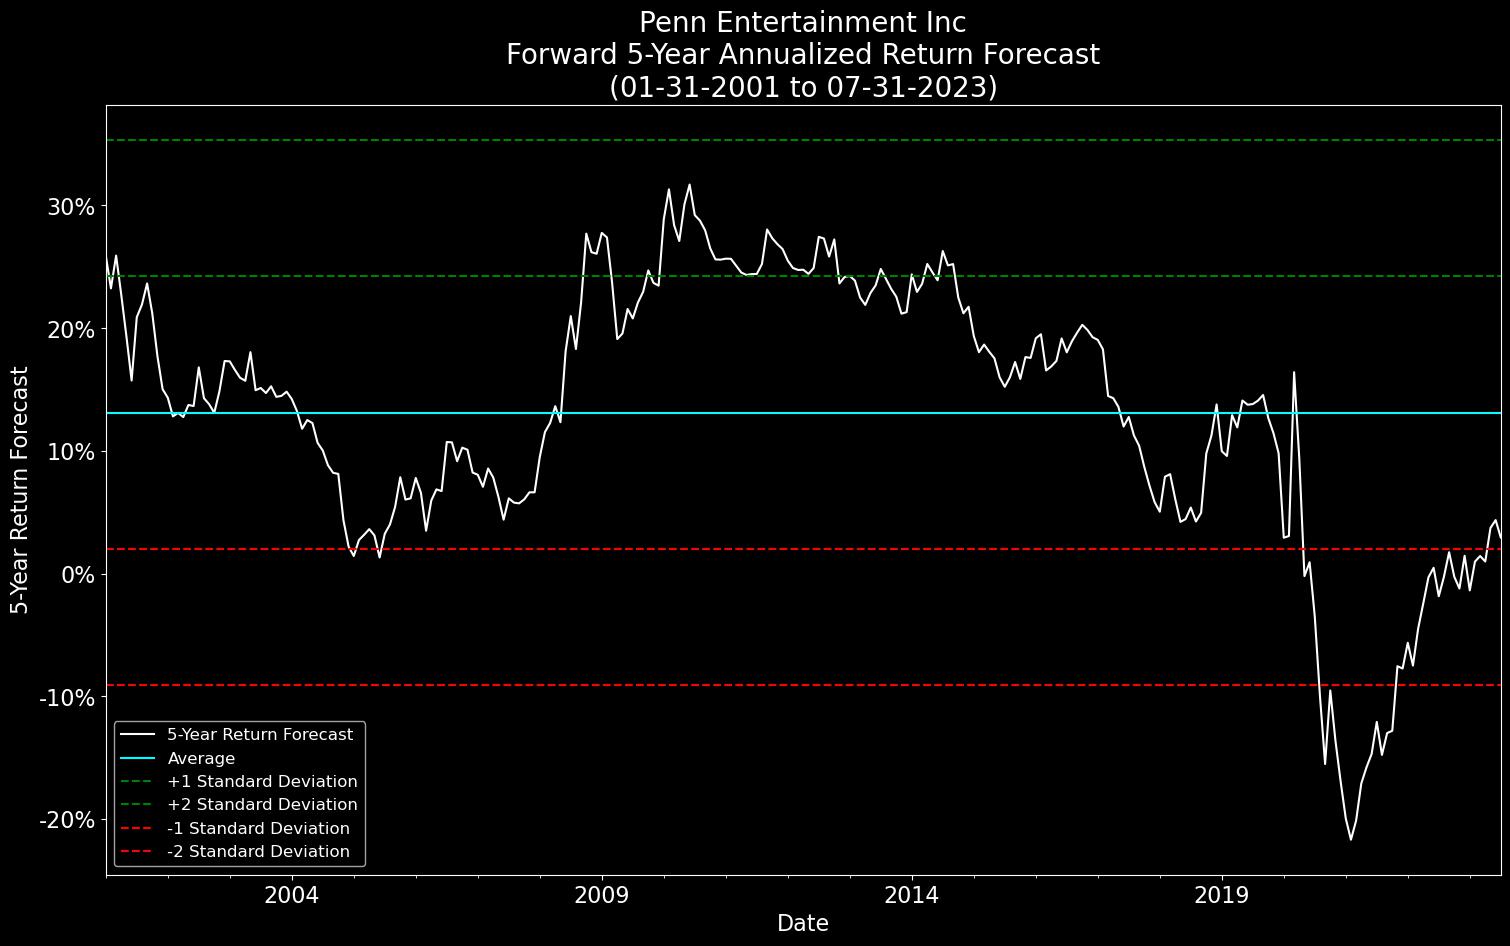 Penn Entertainment Inc
Forward 5-Year Annualized Return Forecast
(01-31-2001 to 07-31-2023)
5-Year Return Forecast
30%
20%
10%
0%
-10%
-20%
5-Year Return Forecast
Average
+1 Standard Deviation
+2 Standard Deviation
-1 Standard Deviation
-2 Standard Deviation
2004
2009
2014
2019
Date